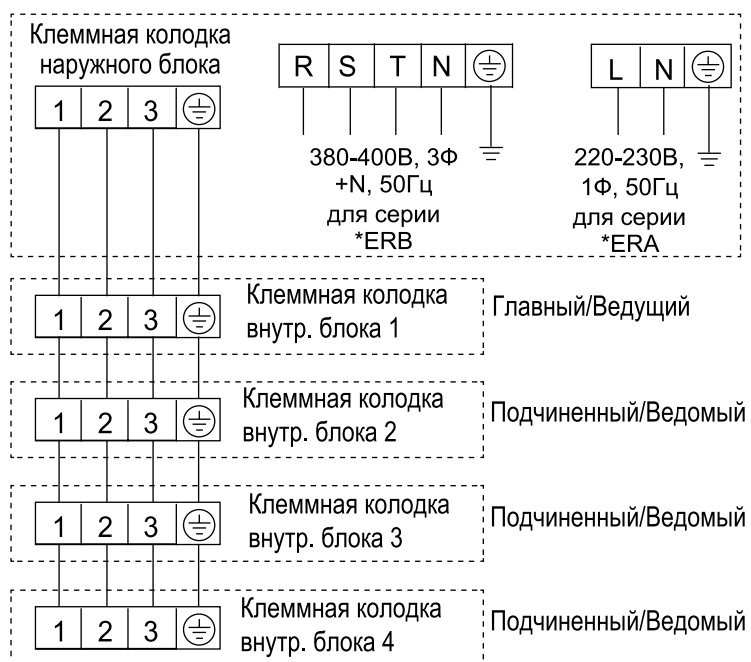 Клеммная колодка
наружного блока
1 2 3
R S T N
380-400В, 3Ф
+N, 50Гц
для серии
*ERB
L N
220-230В,
1Ф, 50Гц
для серии
*ERA
1 2 3
Клеммная колодка
внутр. блока 1
Главный/Ведущий
1 2 3
Клеммная колодка
внутр. блока 2
Подчиненный/Ведомый
1 2 3
Клеммная колодка
внутр. блока 3
Подчиненный/Ведомый
1 2 3
Клеммная колодка
внутр. блока 4
Подчиненный/Ведомый